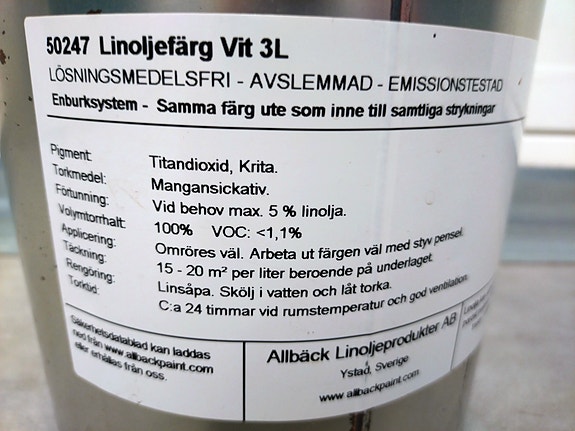 50247 Linoljefärg Vit 3L
LÖSNINGSMEDELSFRI - AVSLEMMAD - EMISSIONSTESTAD
Enburksystem - Samma färg ute som inne till samtliga strykningar
Pigment: Titandioxid, Krita.
Torkmedel: Mangansickativ.
Förtunning: Vid behov max. 5 % linolja.
Volymtorrhalt: 100% VOC: <1,1%
Applicering: Omröres väl. Arbeta ut färgen väl med styv pensel.
Täckning: 15 - 20 m² per liter beroende på underlaget.
Rengöring: Linsåpa. Skölj i vatten och låt torka.
Torktid: C:a 24 timmar vid rumstemperatur och god ventilation.
Säkerhetsdatablad kan laddas
ned från www.allbackpaint.com
eller erhållas från oss.
Allbäck Linoljeprodukter AB
Ystad, Sverige
www.allbackpaint.com